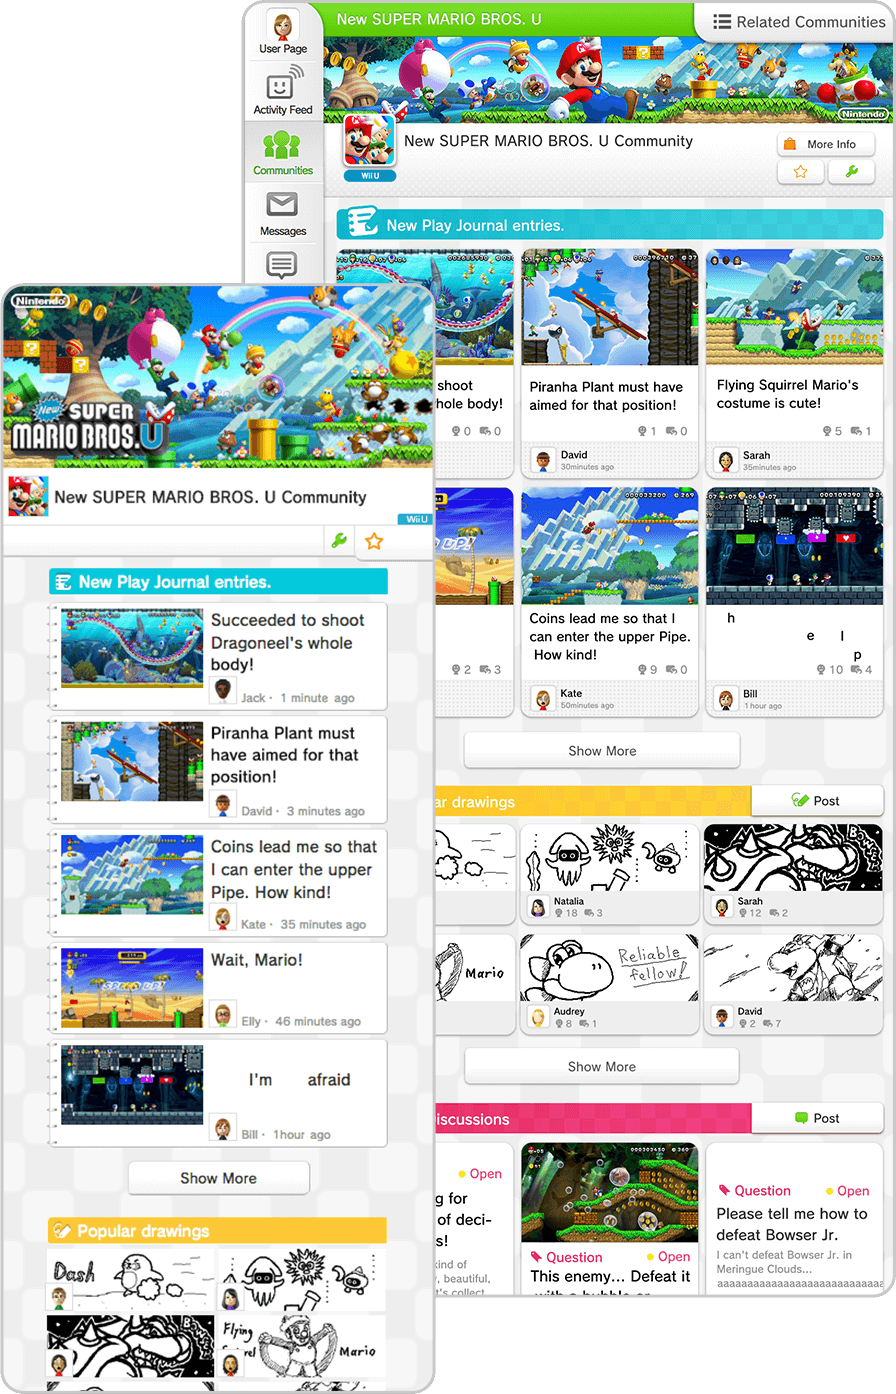 New SUPER MARIO BROS. U
Related Communities
User Page
Activity Feed
Communities
Messages
Nintendo
New SUPER MARIO BROS. U Community
Wii U
More Info
New Play Journal entries.
shoot
hole body!
0 0
Piranha Plant must have
aimed for that position!
1 0
David
30minutes ago
Flying Squirrel Mario's
costume is cute!
5 1
Sarah
35minutes ago
UP!
2 3
Coins lead me so that I
can enter the upper Pipe.
How kind!
9 0
Kate
50minutes ago
h
e l
p
10 4
Bill
1 hour ago
Show More
ar drawings
Post
Natalia
18 3
Sarah
12 2
Mario
Reliable
fellow!
Audrey
8 1
David
2 7
Show More
iscussions
Post
Open
g for
of deci-
s!
kind of
, beautiful,
t's collect
Question
Open
This enemy... Defeat it
with a bubble or
Question
Open
Please tell me how to
defeat Bowser Jr.
I can't defeat Bowser Jr. in
Meringue Clouds...
Nintendo
New SUPER
MARIO BROS. U
New SUPER MARIO BROS. U Community
Wii U
New Play Journal entries.
Succeeded to shoot
Dragoneel's whole
body!
Jack · 1 minute ago
Piranha Plant must
have aimed for that
position!
David · 3 minutes ago
Coins lead me so that
I can enter the upper
Pipe. How kind!
Kate · 35 minutes ago
SPEED UP!
Wait, Mario!
Elly · 46 minutes ago
I'm afraid
Bill · 1hour ago
Show More
Popular drawings
Dash
Flying
Mario